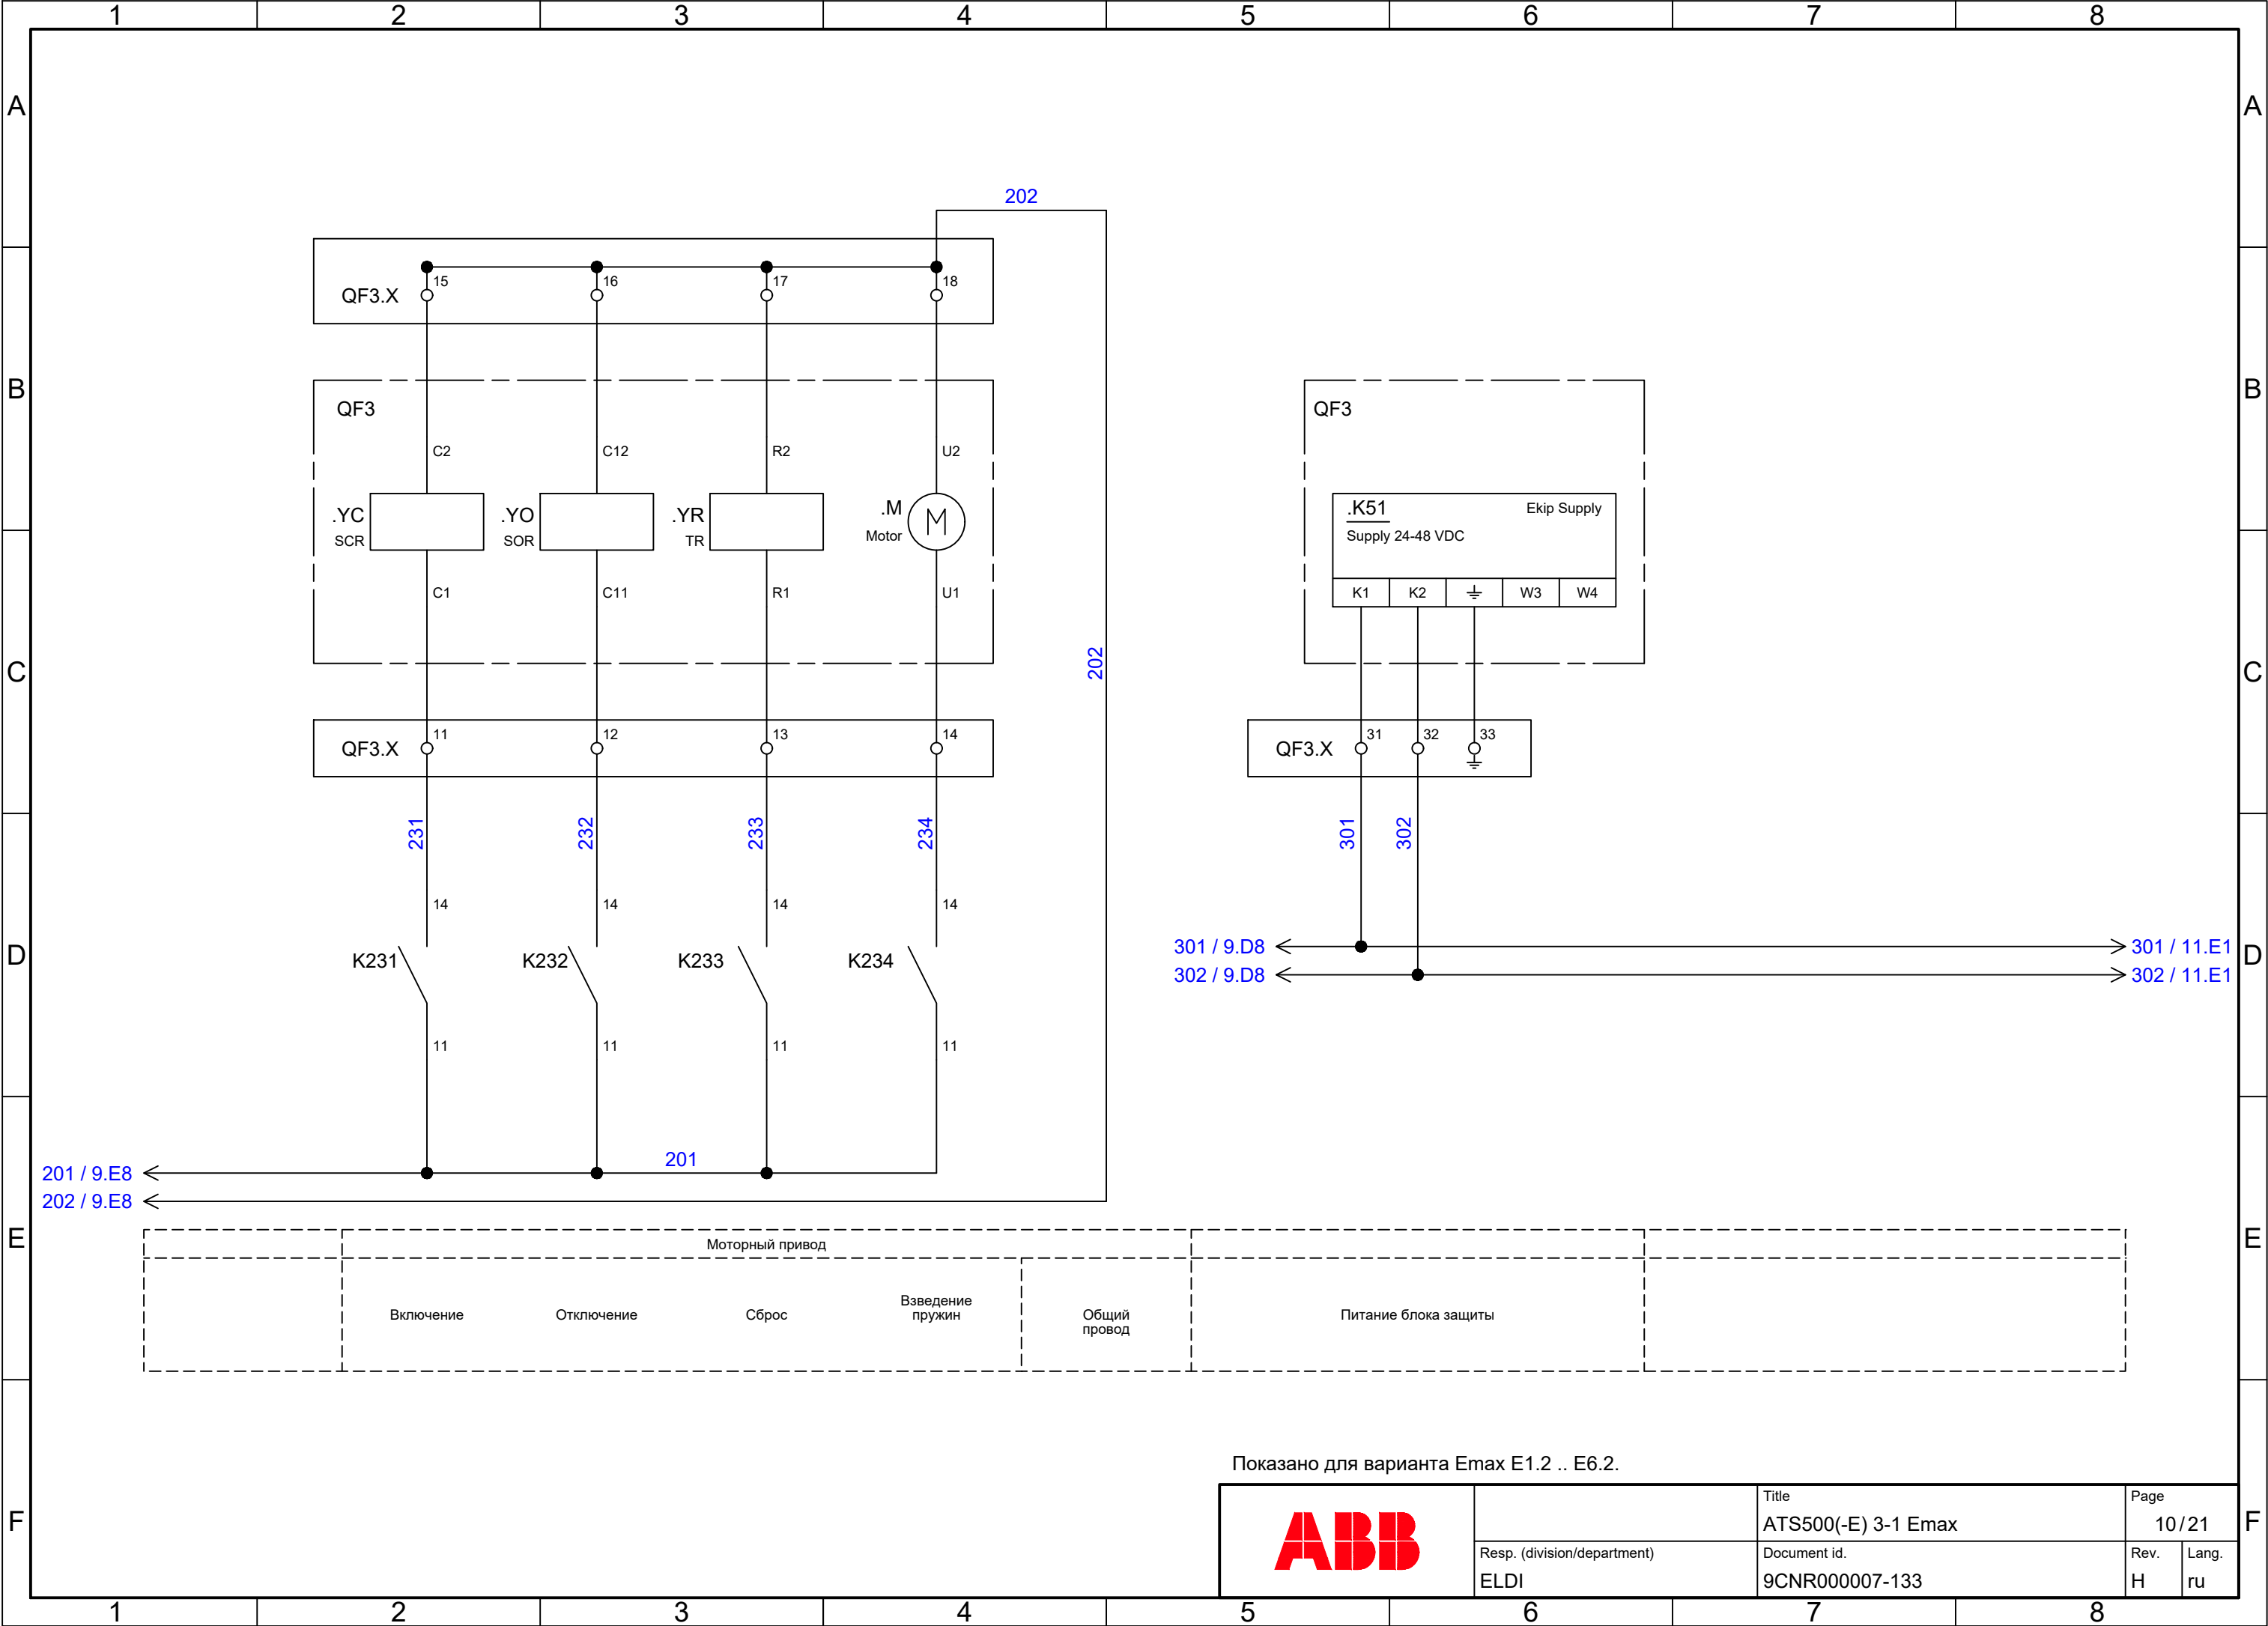 1 2 3 4 5 6 7 8
A A
202
15 16 17 18
QF3.X
B B
QF3 QF3
C2 C12 R2 U2
.YC .YO .YR .M M
SCR SOR TR Motor
.K51 Ekip Supply
Supply 24-48 VDC
C1 C11 R1 U1
K1 K2 W3 W4
202
C C
11 12 13 14
QF3.X
31 32 33
QF3.X
231 232 233 234
301 302
14 14 14 14
301 / 9.D8 301 / 11.E1
D D
K231 K232 K233 K234
302 / 9.D8 302 / 11.E1
11 11 11 11
201
201 / 9.E8
202 / 9.E8
E E
Моторный привод
Включение Отключение Сброс Взведение
пружин
Общий
провод
Питание блока защиты
Показано для варианта Emax E1.2 .. E6.2.
F F
ABB
Title
ATS500(-E) 3-1 Emax
Page
10/21
Resp. (division/department)
ELDI
Document id.
9CNR000007-133
Rev.
H
Lang.
ru
1 2 3 4 5 6 7 8